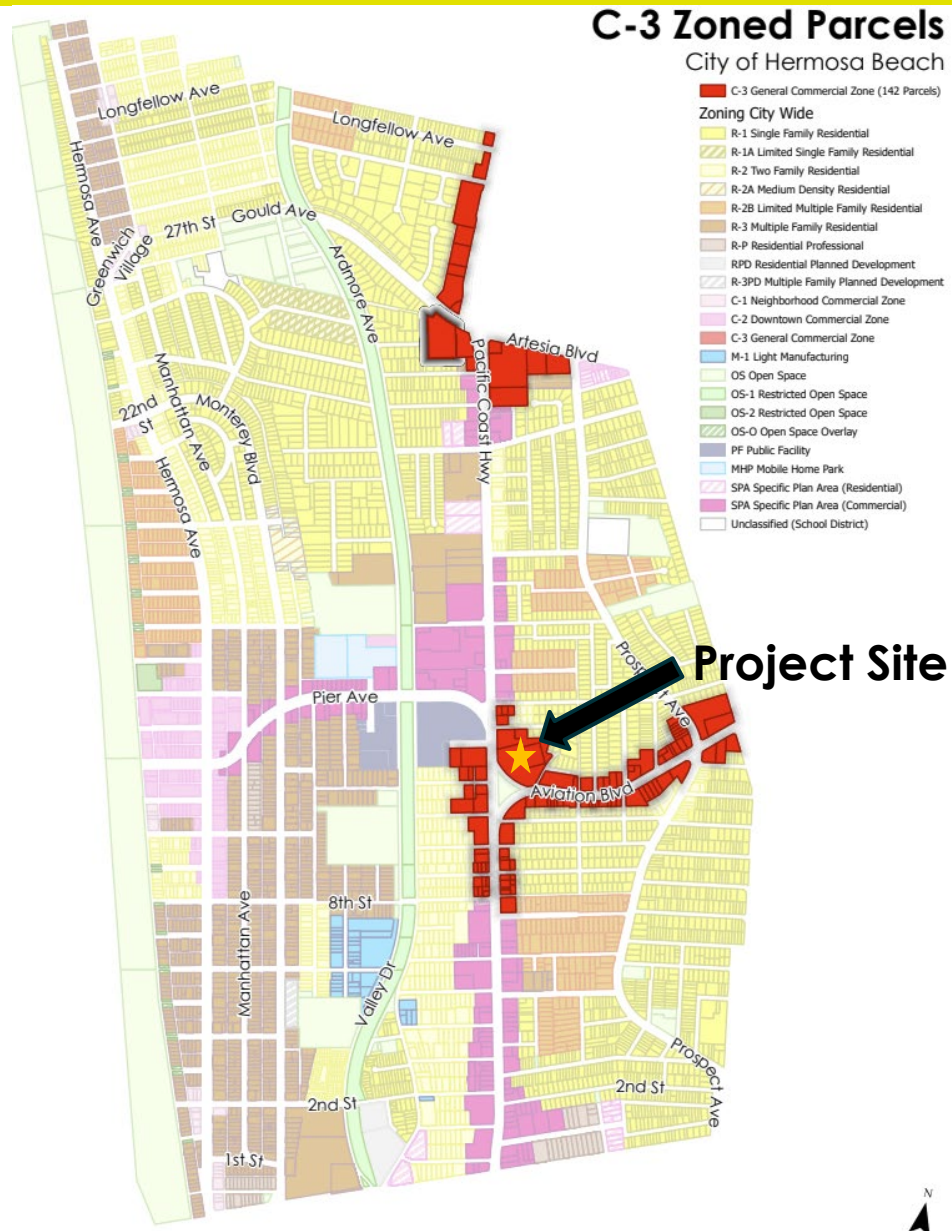 C-3 Zoned Parcels
City of Hermosa Beach
C-3 General Commercial Zone (142 Parcels)
Zoning City Wide
R-1 Single Family Residential
R-1A Limited Single Family Residential
R-2 Two Family Residential
R-2A Medium Density Residential
R-2B Limited Multiple Family Residential
R-3 Multiple Family Residential
R-P Residential Professional
RPD Residential Planned Development
R-3PD Multiple Family Planned Development
C-1 Neighborhood Commercial Zone
C-2 Downtown Commercial Zone
C-3 General Commercial Zone
M-1 Light Manufacturing
OS Open Space
OS-1 Restricted Open Space
OS-2 Restricted Open Space
OS-O Open Space Overlay
PF Public Facility
MHP Mobile Home Park
SPA Specific Plan Area (Residential)
SPA Specific Plan Area (Commercial)
Unclassified (School District)
Longfellow Ave
Longfellow Ave
Hermosa Ave
27th St
Gould Ave
Greenwich
Village
Ardmore Ave
Artesia Blvd
Pacific Coast Hwy
Manhattan Ave
Monterey Blvd
22nd
St
Hermosa Ave
Prospect Ave
Project Site
Pier Ave
Aviation Blvd
8th St
Manhattan Ave
Valley Dr
Prospect Ave
2nd St
2nd St
1st St
N